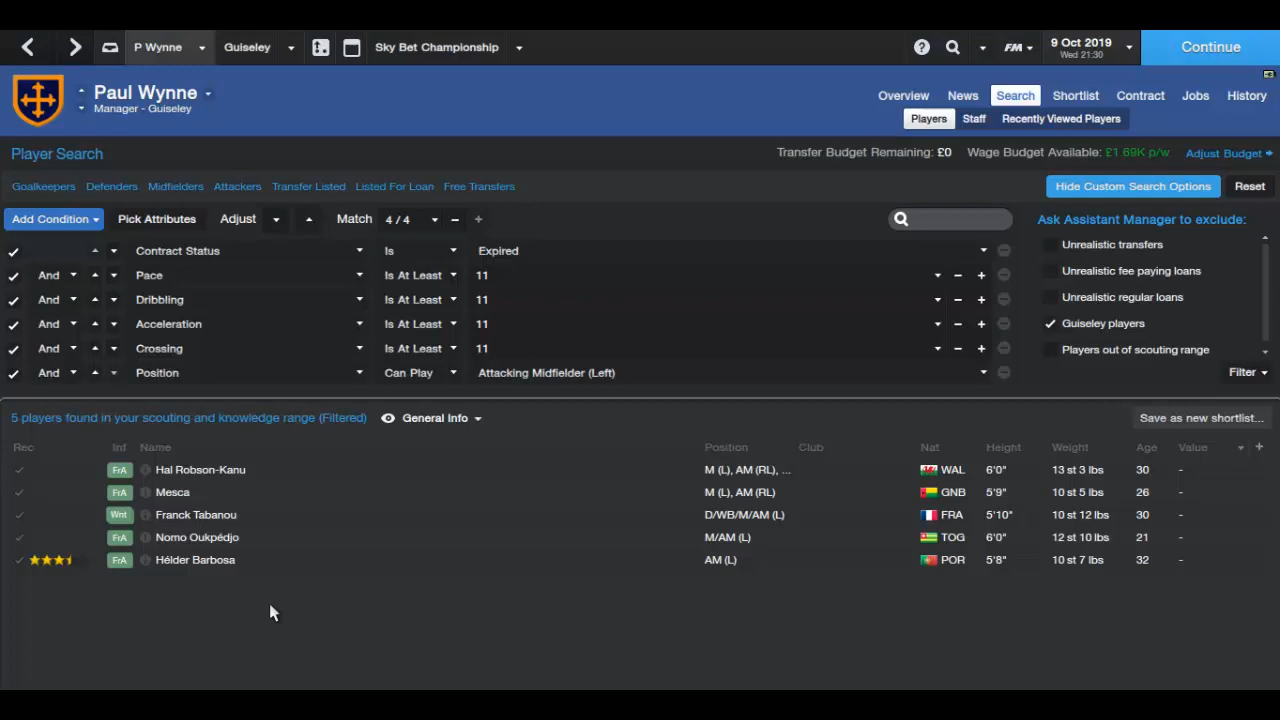 P Wynne Guiseley Sky Bet Championship FM 9 Oct 2019 Continue
Wed 21:30
Paul Wynne
Manager - Guiseley
Overview News Search Shortlist Contract Jobs History
Players Staff Recently Viewed Players
Player Search Transfer Budget Remaining: £0 Wage Budget Available: £1.69K p/w Adjust Budget
Goalkeepers Defenders Midfielders Attackers Transfer Listed Listed For Loan Free Transfers Hide Custom Search Options Reset
Add Condition Pick Attributes Adjust Match 4 / 4 Ask Assistant Manager to exclude:
Unrealistic transfers
Contract Status Is Expired
And Pace Is At Least 11 Unrealistic fee paying loans
And Dribbling Is At Least 11 Unrealistic regular loans
And Acceleration Is At Least 11 Guiseley players
And Crossing Is At Least 11 Players out of scouting range
And Position Can Play Attacking Midfielder (Left) Filter
5 players found in your scouting and knowledge range (Filtered) General Info Save as new shortlist...
Rec Inf Name Position Club Nat Height Weight Age Value
FrA Hal Robson-Kanu M (L), AM (RL), ... WAL 6'0" 13 st 3 lbs 30 -
FrA Mesca M (L), AM (RL) GNB 5'9" 10 st 5 lbs 26 -
Wnt Franck Tabanou D/WB/M/AM (L) FRA 5'10" 10 st 12 lbs 30 -
FrA Nomo Oukpédjo M/AM (L) TOG 6'0" 12 st 10 lbs 21 -
FrA Hélder Barbosa AM (L) POR 5'8" 10 st 7 lbs 32 -